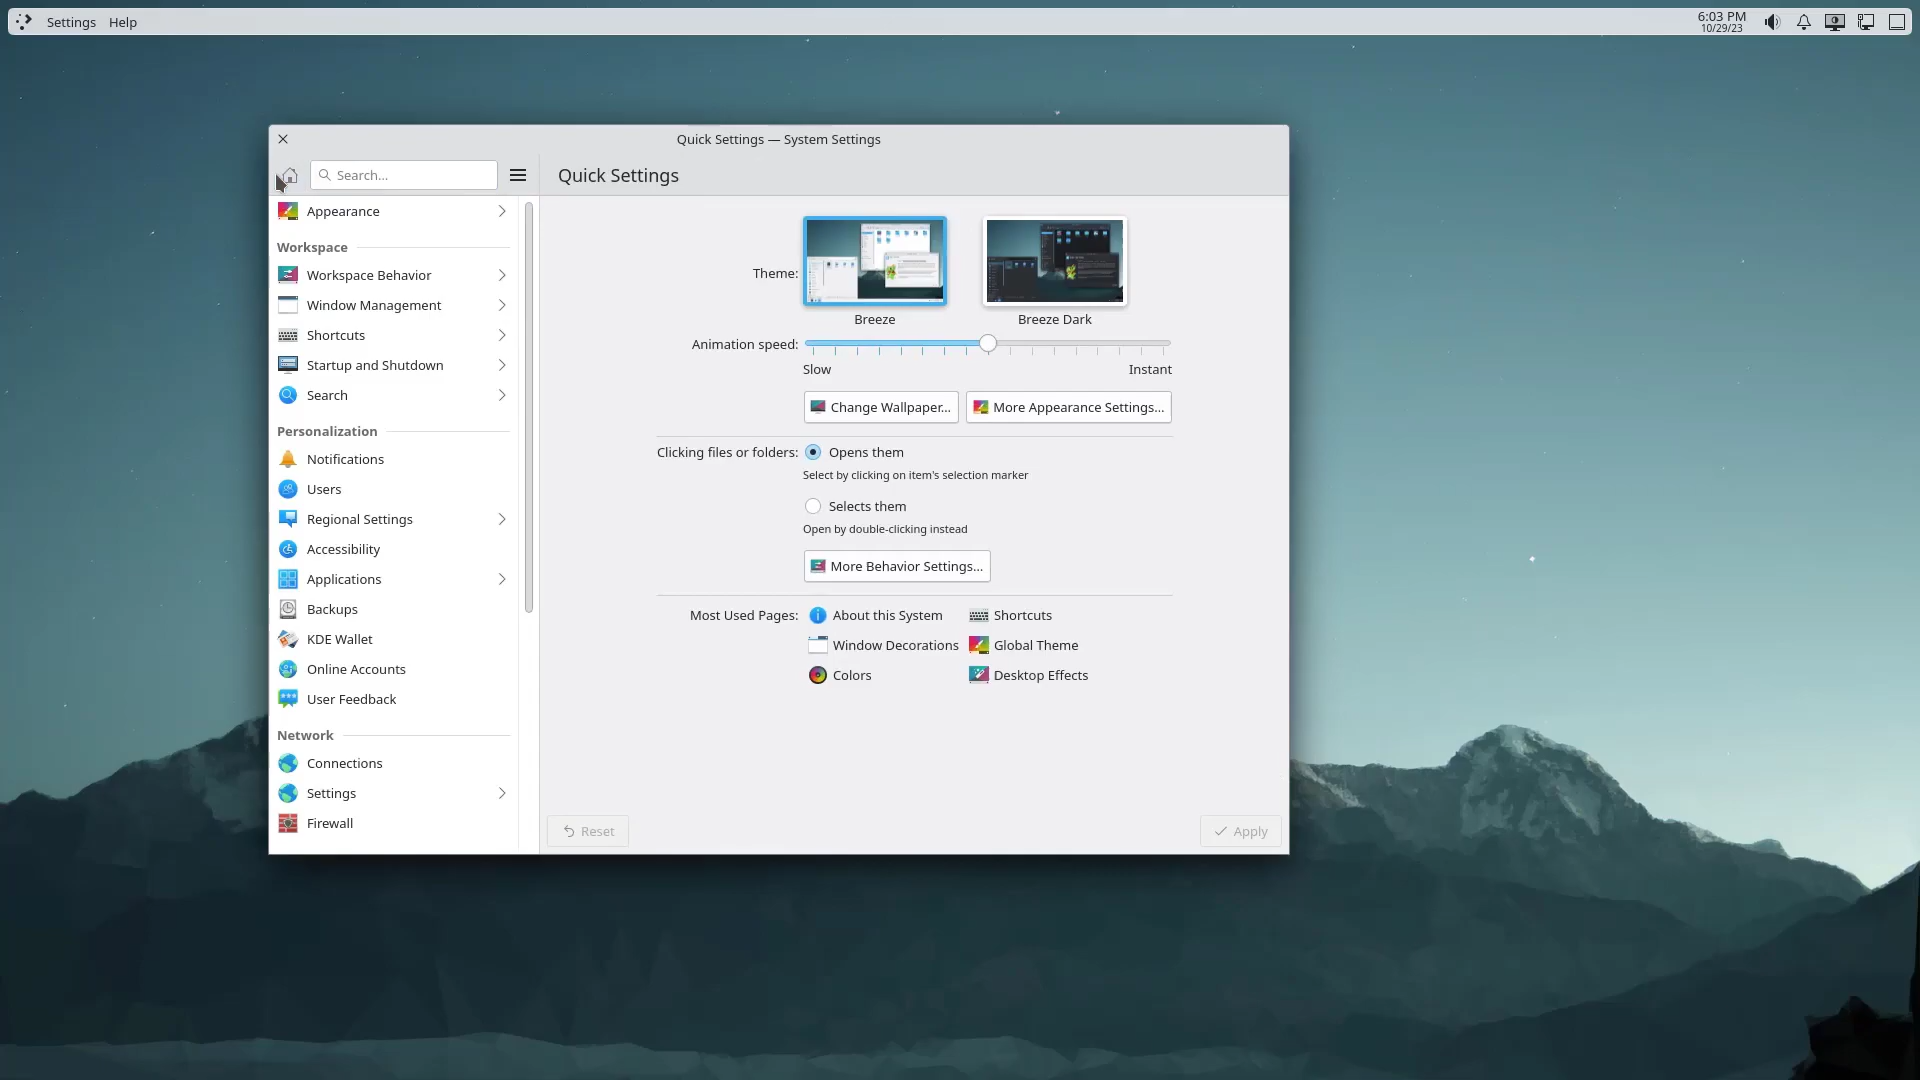 Settings Help
6:03 PM
10/29/23
Quick Settings — System Settings
Search...
Quick Settings
Appearance
Workspace
Workspace Behavior
Window Management
Shortcuts
Startup and Shutdown
Search
Personalization
Notifications
Users
Regional Settings
Accessibility
Applications
Backups
KDE Wallet
Online Accounts
User Feedback
Network
Connections
Settings
Firewall
Theme:
Breeze Breeze Dark
Animation speed:
Slow Instant
Change Wallpaper... More Appearance Settings...
Clicking files or folders: Opens them
Select by clicking on item's selection marker
Selects them
Open by double-clicking instead
More Behavior Settings...
Most Used Pages: About this System Shortcuts
Window Decorations Global Theme
Colors Desktop Effects
Reset Apply